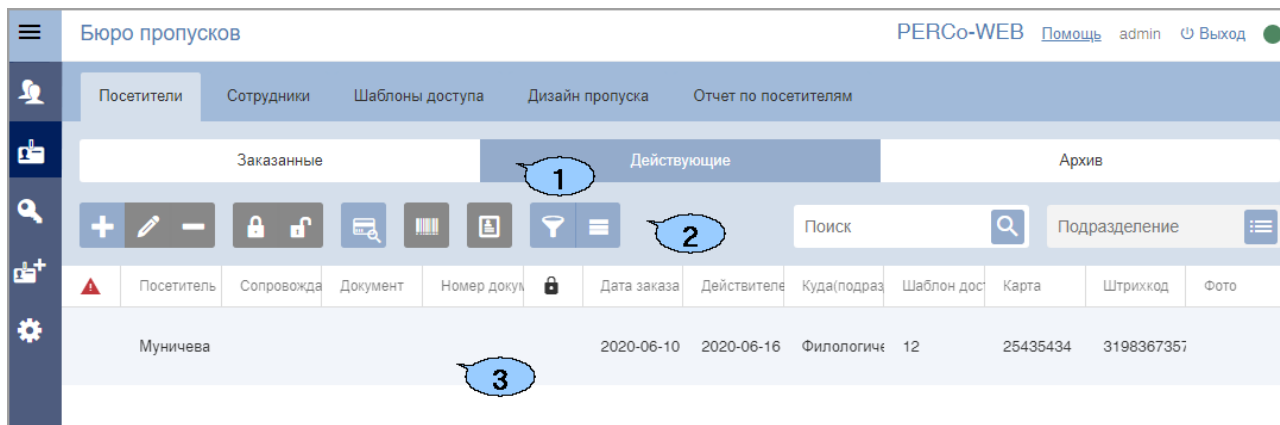 Бюро пропусков PERCo-WEB Помощь admin Выход
Посетители Сотрудники Шаблоны доступа Дизайн пропуска Отчет по посетителям
Заказанные Действующие Архив
1
2 Поиск Подразделение
Посетитель Сопровожда Документ Номер докум Дата заказа Действителе Куда(подраз Шаблон дос Карта Штрихкод Фото
Муничева 2020-06-10 2020-06-16 Филологиче 12 25435434 3198367357
3